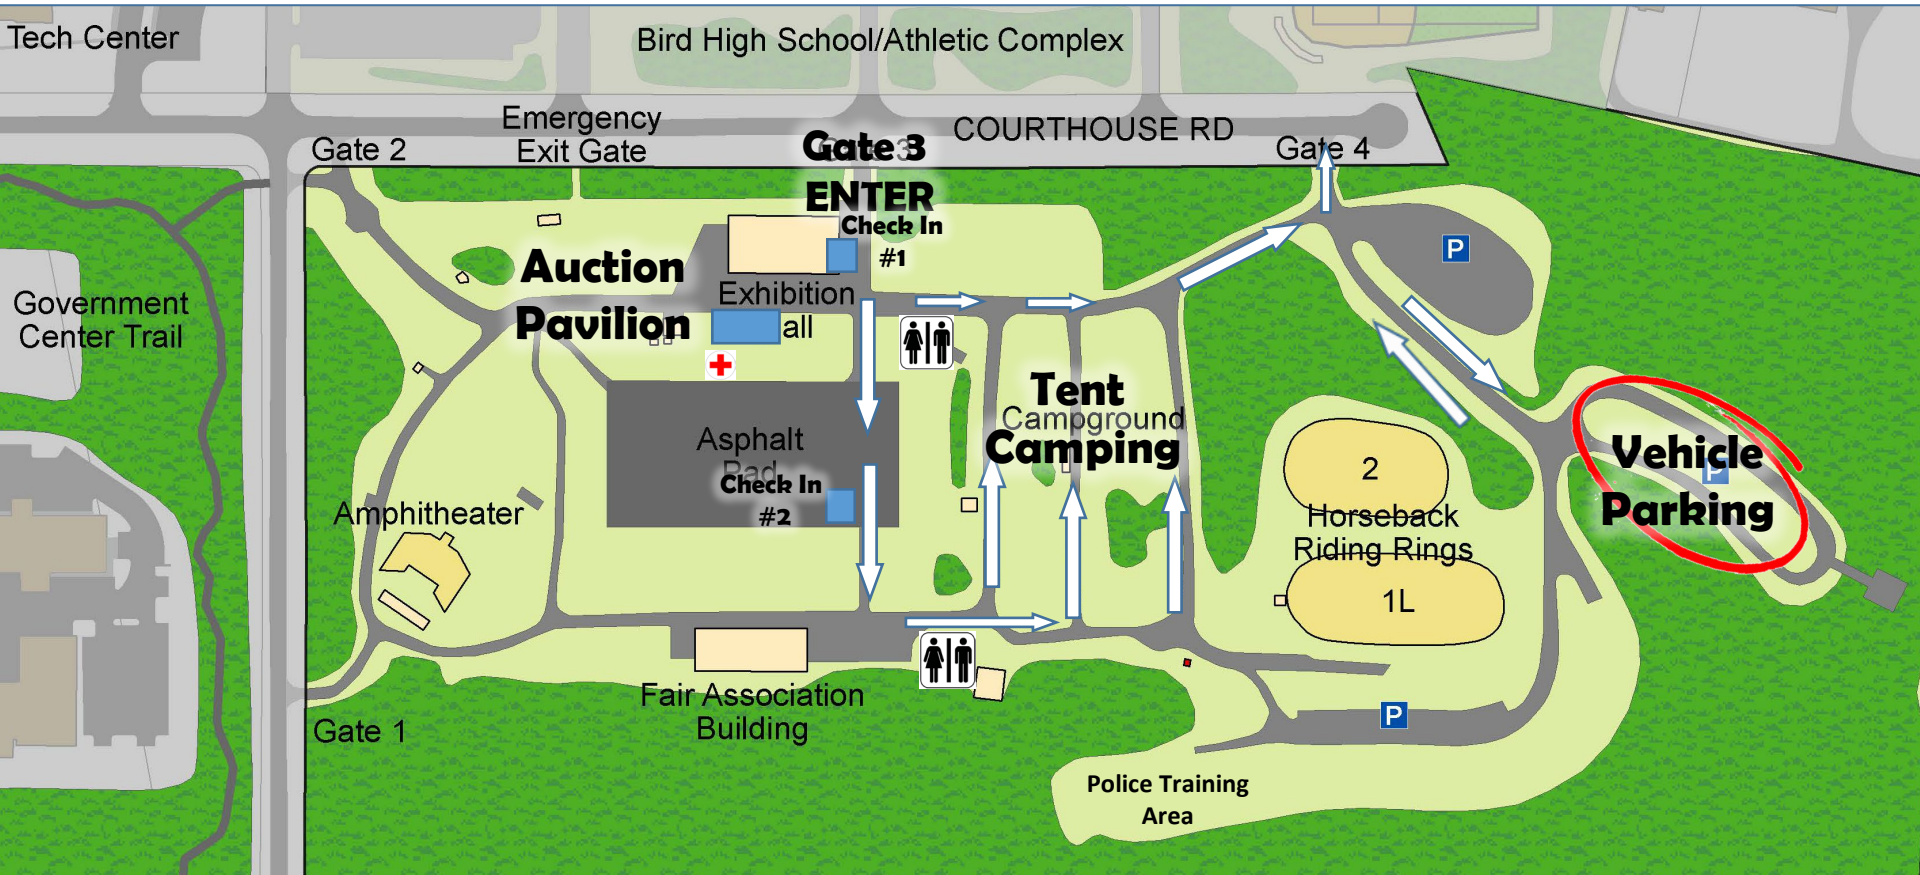 Tech Center
Bird High School/Athletic Complex
Emergency
Exit Gate
COURTHOUSE RD
Gate 2
Gate 3
Gate 4
ENTER
Check In
#1
Auction
Pavilion
Exhibition
all
P
Government
Center Trail
Tent
Campground
Camping
Asphalt
Pad
Check In
#2
Vehicle
P
Parking
2
Horseback
Riding Rings
1L
Amphitheater
Fair Association
Building
Gate 1
P
Police Training
Area